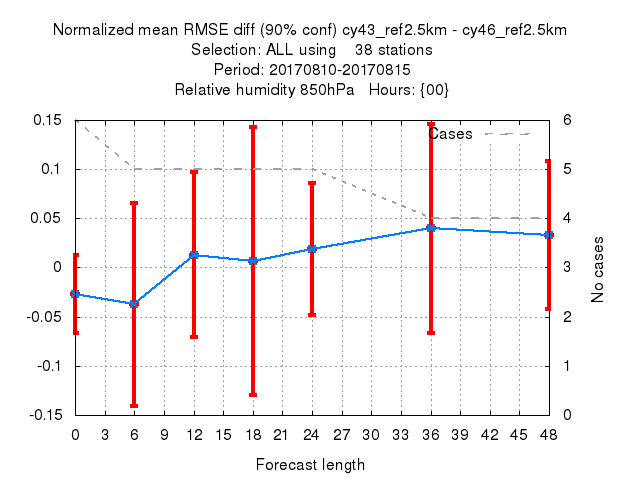 Normalized mean RMSE diff (90% conf) cy43_ref2.5km - cy46_ref2.5km
Selection: ALL using    38 stations
Period: 20170810-20170815
Relative humidity 850hPa   Hours: {00}
0.15
0.1
0.05
0
-0.05
-0.1
-0.15
Cases
6
5
4
3
2
1
0
No cases
0 3 6 9 12 15 18 21 24 27 30 33 36 39 42 45 48
Forecast length